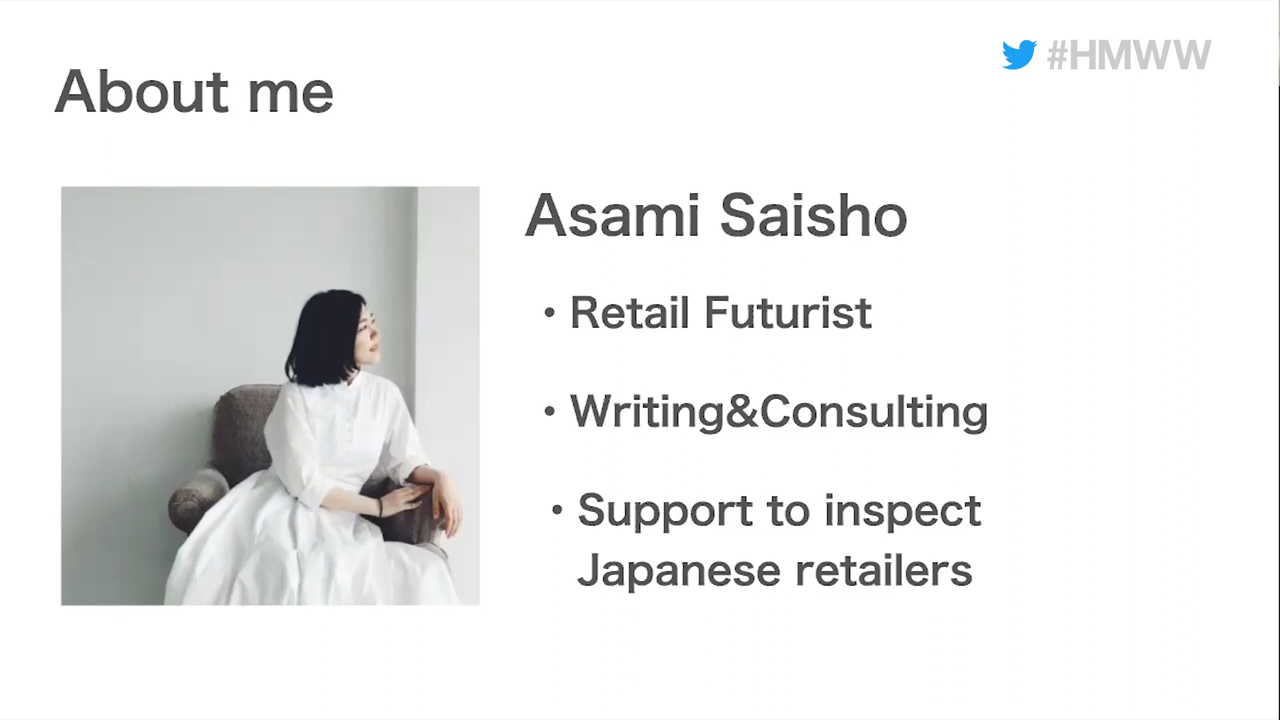 #HMWW
About me
Asami Saisho
・Retail Futurist
・Writing&Consulting
・Support to inspect
Japanese retailers